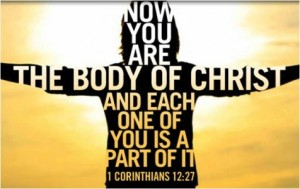 NOW
YOU
ARE
THE BODY OF CHRIST
AND EACH
ONE OF
YOU IS A
PART OF IT
1 CORINTHIANS 12:27